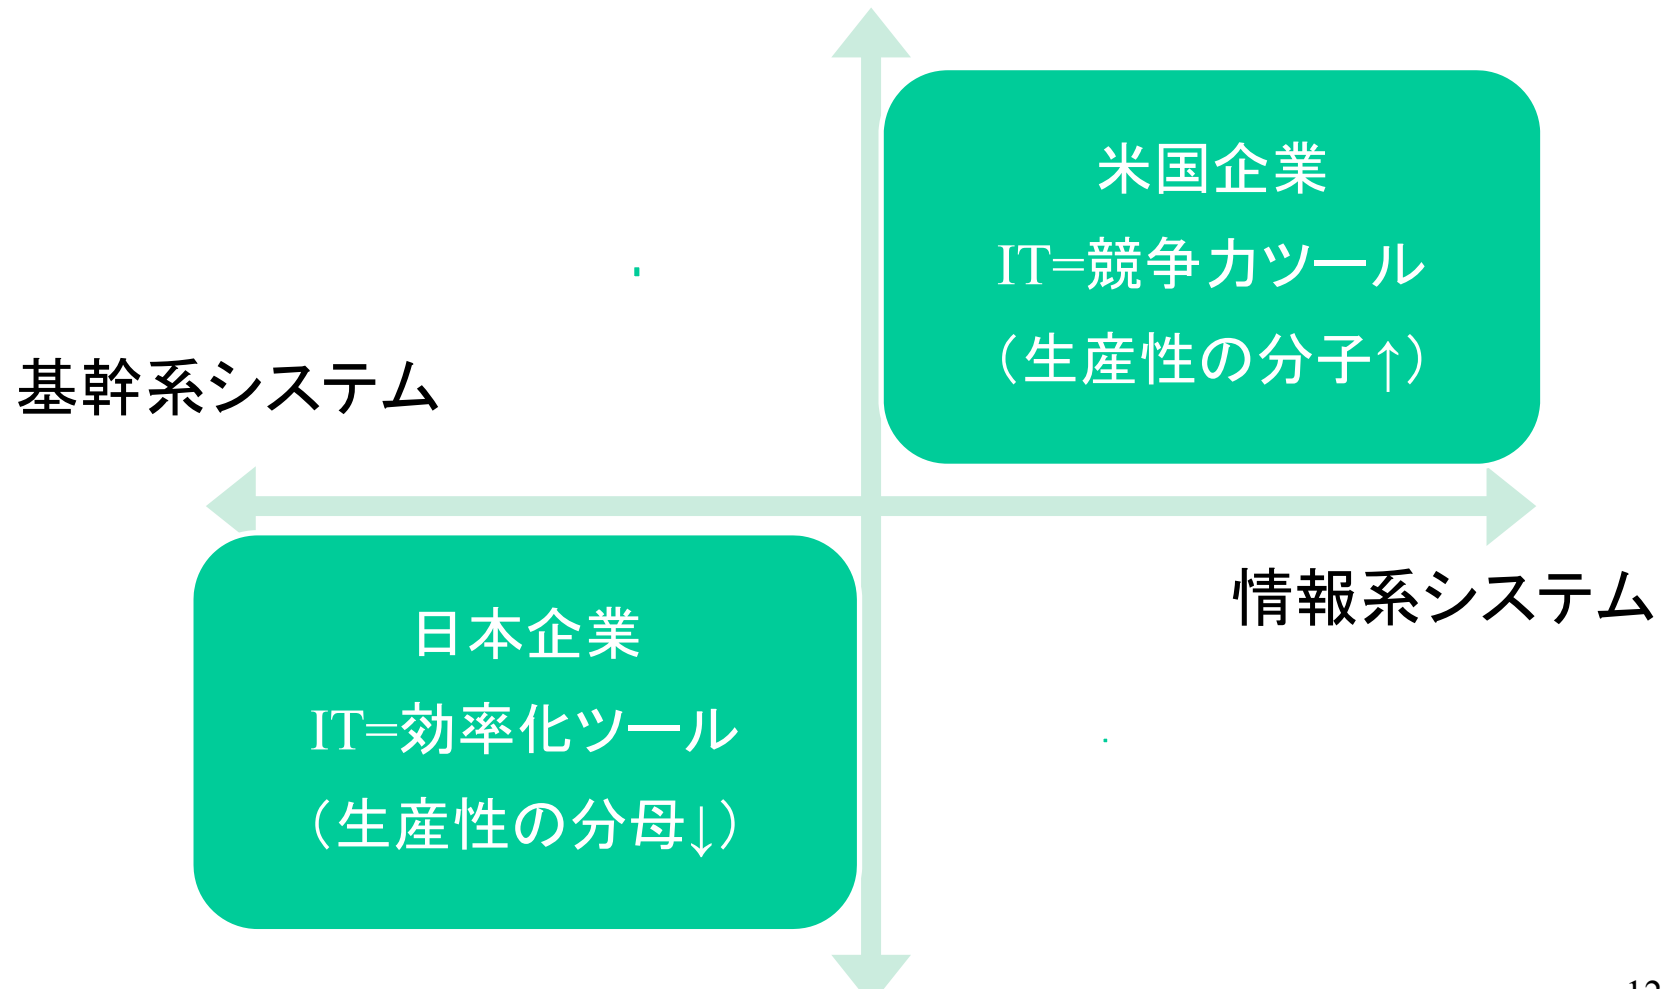 米国企業
IT=競争力ツール
（生産性の分子↑）
基幹系システム
情報系システム
日本企業
IT=効率化ツール
（生産性の分母↓）
12